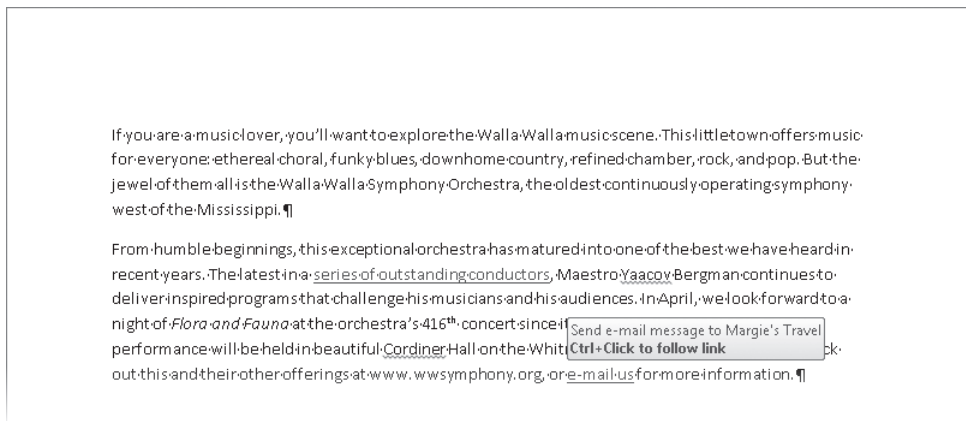 If you are a music lover, you'll want to explore the Walla Walla music scene. This little town offers music
for everyone: ethereal choral, funky blues, downhome country, refined chamber, rock, and pop. But the
jewel of them all is the Walla Walla Symphony Orchestra, the oldest continuously operating symphony
west of the Mississippi.¶
From humble beginnings, this exceptional orchestra has matured into one of the best we have heard in
recent years. The latest in a series of outstanding conductors, Maestro Yaacov Bergman continues to
deliver inspired programs that challenge his musicians and his audiences. In April, we look forward to a
night of Flora and Fauna at the orchestra's 416th concert since
Send e-mail message to Margie's Travel
performance will be held in beautiful Cordiner Hall on the
Ctrl+Click to follow link
out this and their other offerings at www.wwsymphony.org, or e-mail us for more information.¶